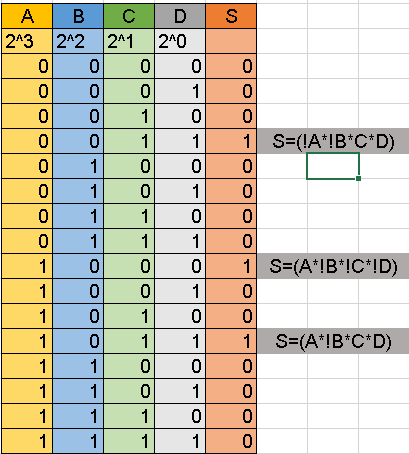 A B C D S
2^3 2^2 2^1 2^0
0 0 0 0 0
0 0 0 1 0
0 0 1 0 0
0 0 1 1 1 S=(!A*!B*C*D)
0 1 0 0 0
0 1 0 1 0
0 1 1 0 0
0 1 1 1 0
1 0 0 0 1 S=(A*!B*!C*!D)
1 0 0 1 0
1 0 1 0 0
1 0 1 1 1 S=(A*!B*C*D)
1 1 0 0 0
1 1 0 1 0
1 1 1 0 0
1 1 1 1 0